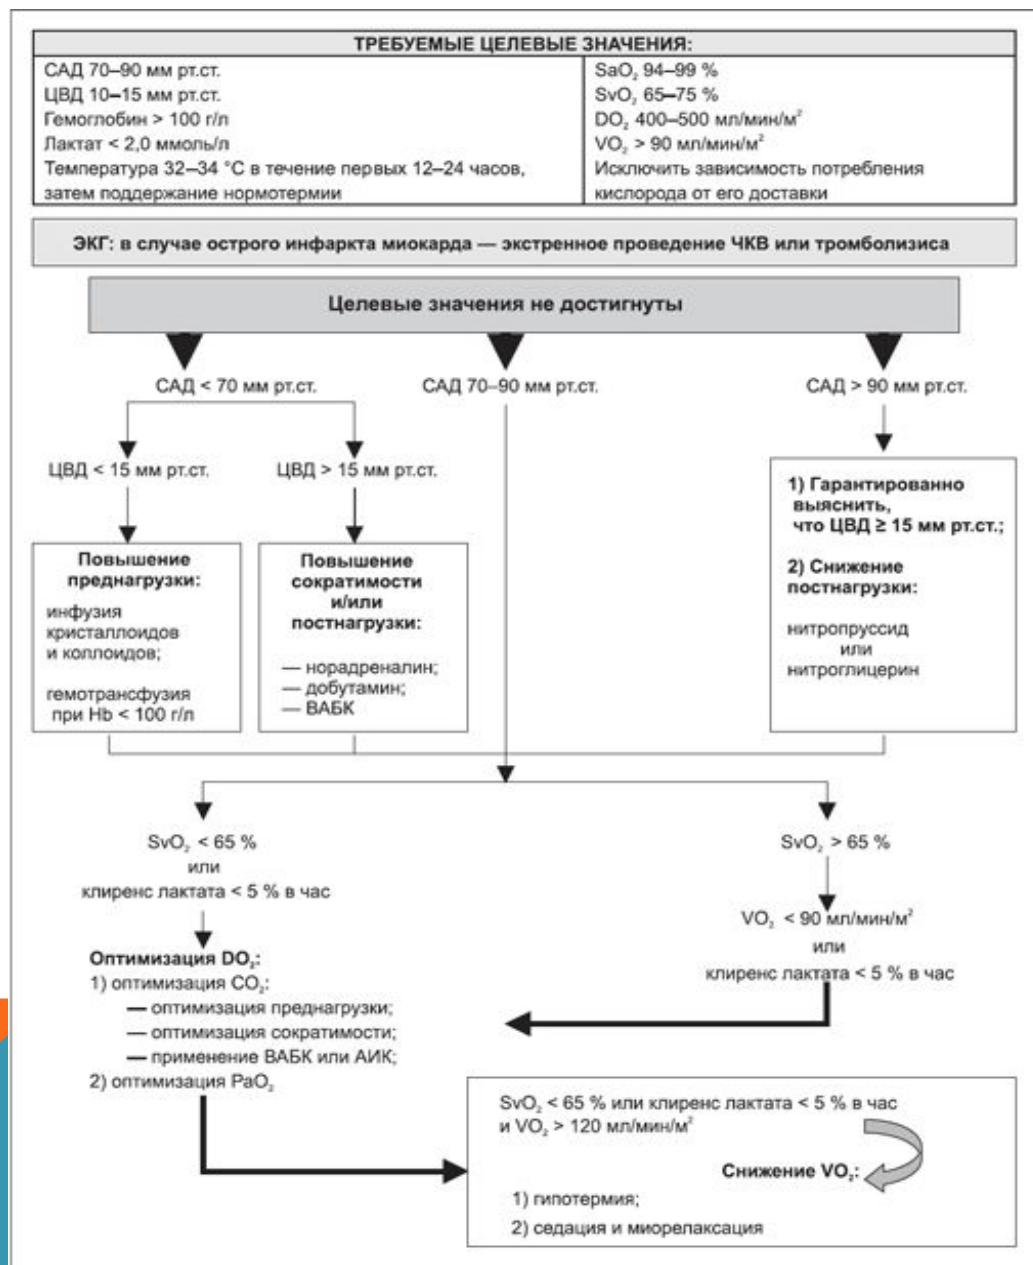 ТРЕБУЕМЫЕ ЦЕЛЕВЫЕ ЗНАЧЕНИЯ:
САД 70–90 мм рт.ст.
ЦВД 10–15 мм рт.ст.
Гемоглобин > 100 г/л
Лактат < 2,0 ммоль/л
Температура 32–34 °С в течение первых 12–24 часов,
затем поддержание нормотермии
SaO₂ 94–99 %
SvO₂ 65–75 %
DO₂ 400–500 мл/мин/м²
VO₂ > 90 мл/мин/м²
Исключить зависимость потребления
кислорода от его доставки
ЭКГ: в случае острого инфаркта миокарда — экстренное проведение ЧКВ или тромболизиса
Целевые значения не достигнуты
САД < 70 мм рт.ст.
САД 70–90 мм рт.ст.
САД > 90 мм рт.ст.
ЦВД < 15 мм рт.ст.
ЦВД > 15 мм рт.ст.
Повышение
преднагрузки:
инфузия
кристаллоидов
и коллоидов;
гемотрансфузия
при Hb < 100 г/л
Повышение
сократимости
и/или
постнагрузки:
— норадреналин;
— добутамин;
— ВАБК
1) Гарантированно
выяснить,
что ЦВД ≥ 15 мм рт.ст.;
2) Снижение
постнагрузки:
нитропруссид
или
нитроглицерин
SvO₂ < 65 %
или
клиренс лактата < 5 % в час
Оптимизация DO₂:
1) оптимизация CO₂:
— оптимизация преднагрузки;
— оптимизация сократимости;
— применение ВАБК или АИК;
2) оптимизация PaO₂
SvO₂ > 65 %
VO₂ < 90 мл/мин/м²
или
клиренс лактата < 5 % в час
SvO₂ < 65 % или клиренс лактата < 5 % в час
и VO₂ > 120 мл/мин/м²
Снижение VO₂:
1) гипотермия;
2) седация и миорелаксация